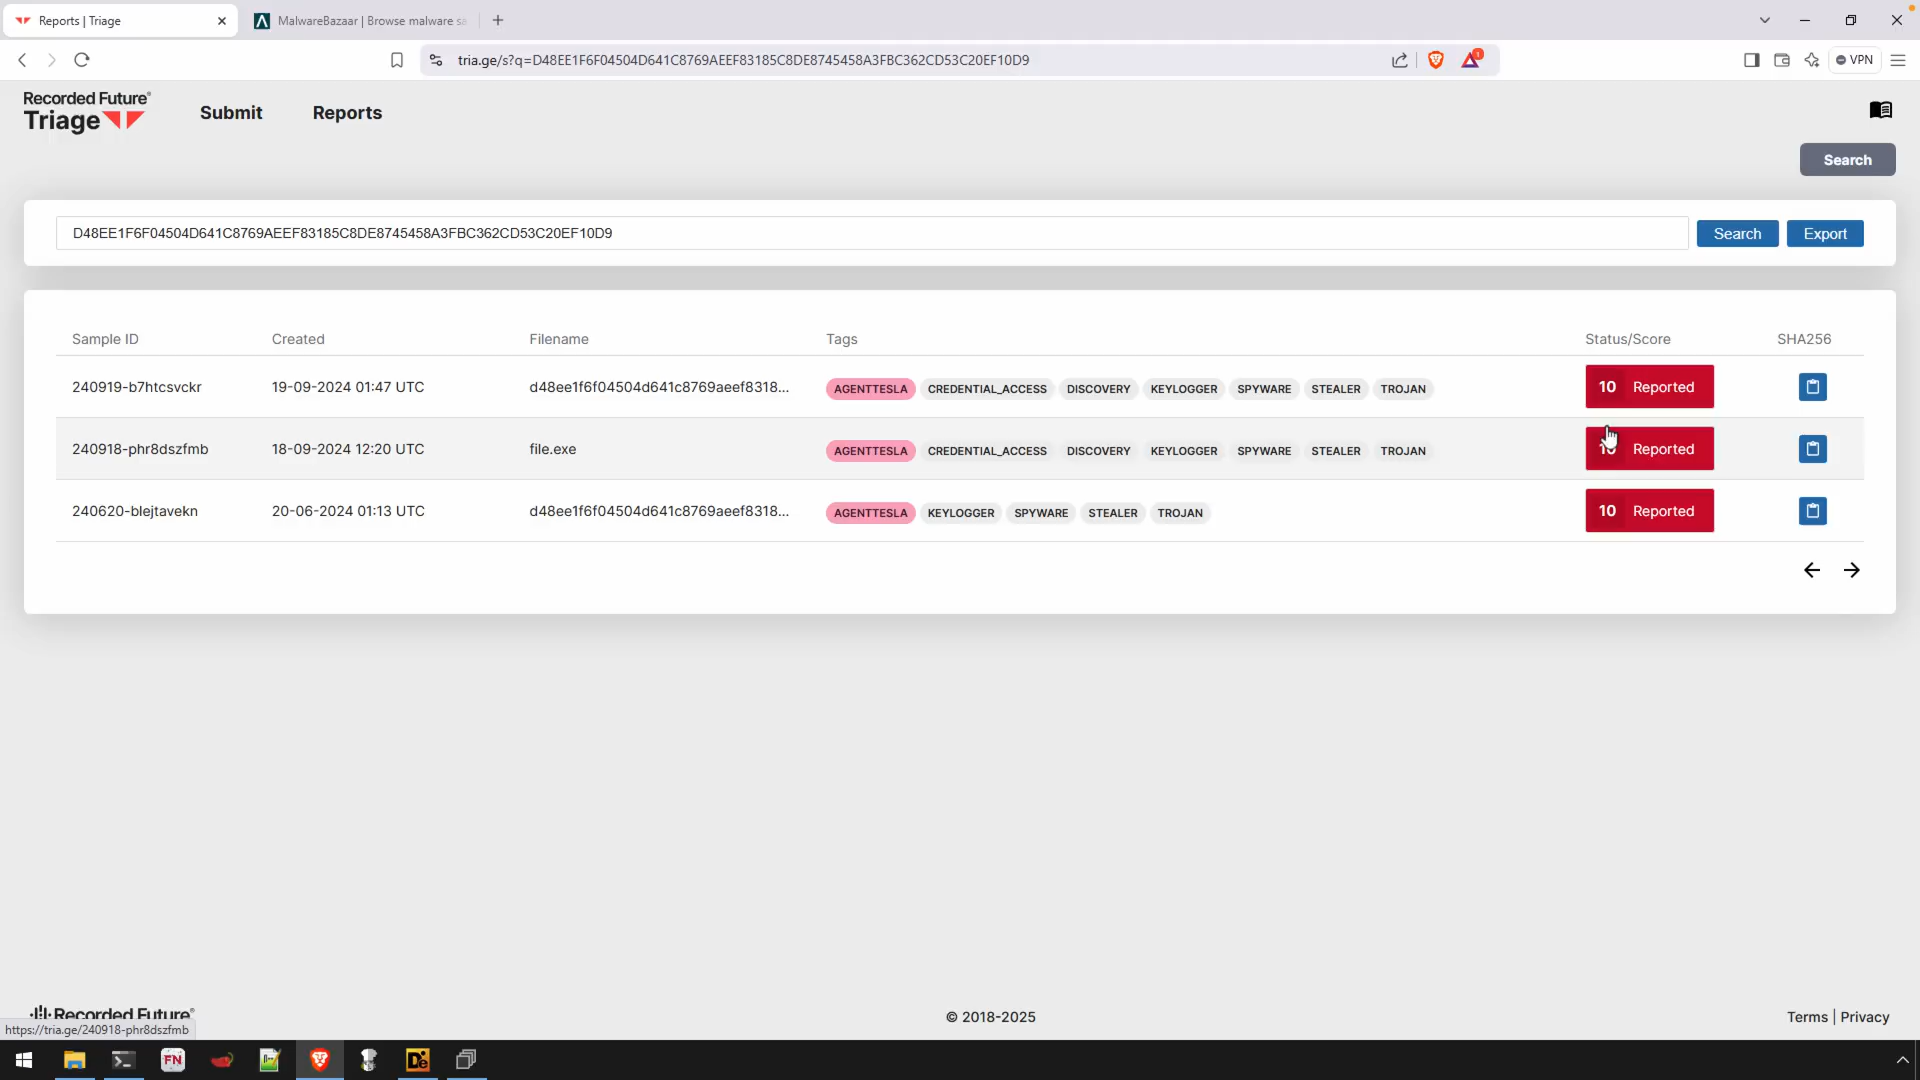 Reports | Triage
MalwareBazaar | Browse malware sa
tria.ge/s?q=D48EE1F6F04504D641C8769AEEF83185C8DE8745458A3FBC362CD53C20EF10D9
1
VPN
Recorded Future®
Triage
Submit
Reports
Search
D48EE1F6F04504D641C8769AEEF83185C8DE8745458A3FBC362CD53C20EF10D9
Search
Export
Sample ID
Created
Filename
Tags
Status/Score
SHA256
240919-b7htcsvckr
19-09-2024 01:47 UTC
d48ee1f6f04504d641c8769aeef8318...
AGENTTESLA CREDENTIAL_ACCESS DISCOVERY KEYLOGGER SPYWARE STEALER TROJAN
10 Reported
240918-phr8dszfmb
18-09-2024 12:20 UTC
file.exe
AGENTTESLA CREDENTIAL_ACCESS DISCOVERY KEYLOGGER SPYWARE STEALER TROJAN
Reported
240620-blejtavekn
20-06-2024 01:13 UTC
d48ee1f6f04504d641c8769aeef8318...
AGENTTESLA KEYLOGGER SPYWARE STEALER TROJAN
10 Reported
Recorded Future®
© 2018-2025
Terms | Privacy
https://tria.ge/240918-phr8dszfmb
FN
De